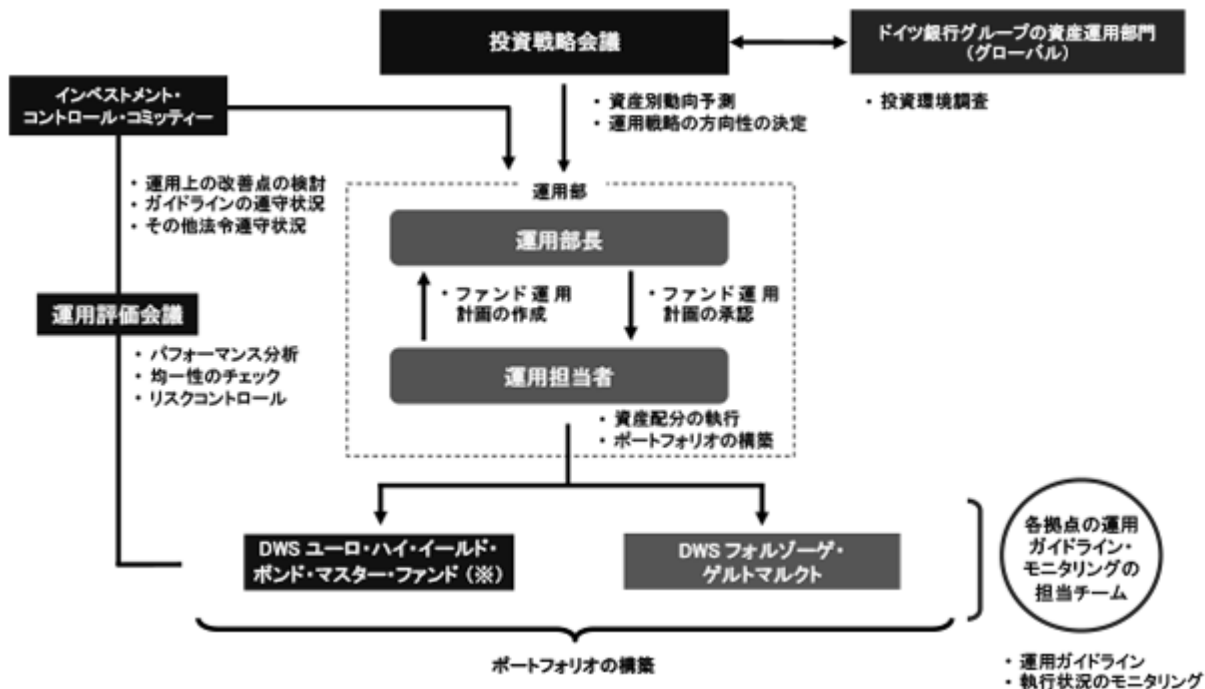 投資戦略会議
ドイツ銀行グループの資産運用部門
(グローバル)
・ 資産別動向予測
・ 運用戦略の方向性の決定
・ 投資環境調査
インベストメント・
コントロール・コミッティー
・ 運用上の改善点の検討
・ ガイドラインの遵守状況
・ その他法令遵守状況
運用部
運用部長
・ ファンド運用
計画の作成
・ ファンド運用
計画の承認
運用評価会議
・ パフォーマンス分析
・ 均一性のチェック
・ リスクコントロール
運用担当者
・ 資産配分の執行
・ ポートフォリオの構築
DWS ユーロ・ハイ・イールド・
ボンド・マスター・ファンド(※)
DWS フォルゾーゲ・
ゲルトマルクト
各拠点の運用
ガイドライン・
モニタリングの
担当チーム
ポートフォリオの構築
・ 運用ガイドライン
・ 執行状況のモニタリング